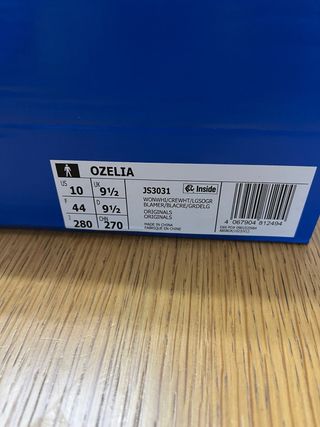 OZELIA
US 10 UK 9½
F 44 D 9½
J 280 CHN 270
JS3031 Inside
WONWHI/CREWHT/LGSOGR
BLAMER/BLACRE/GRDELG
ORIGINALS
ORIGINALS
MADE IN CHINA
FABRIQUE EN CHINE
4 067904 812494